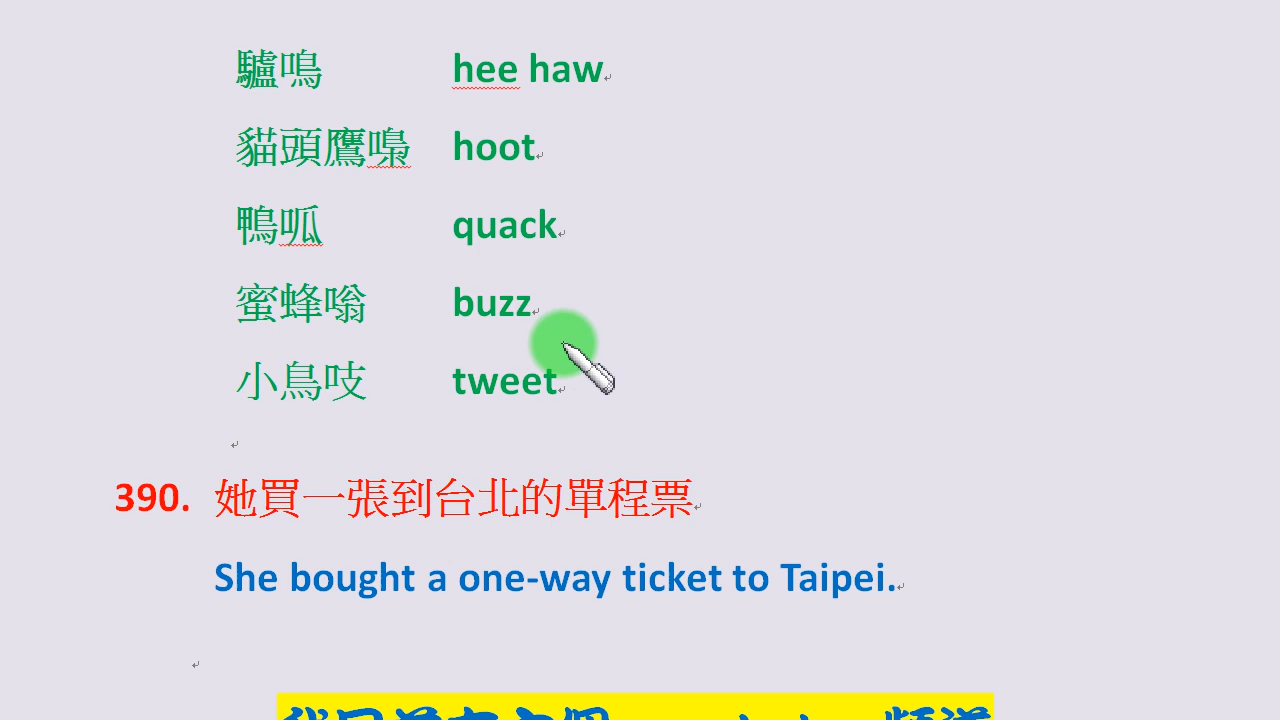 驢鳴 hee haw
貓頭鷹嘄 hoot
鴨呱 quack
蜜蜂嗡 buzz
小鳥吱 tweet
390. 她買一張到台北的單程票
She bought a one-way ticket to Taipei.